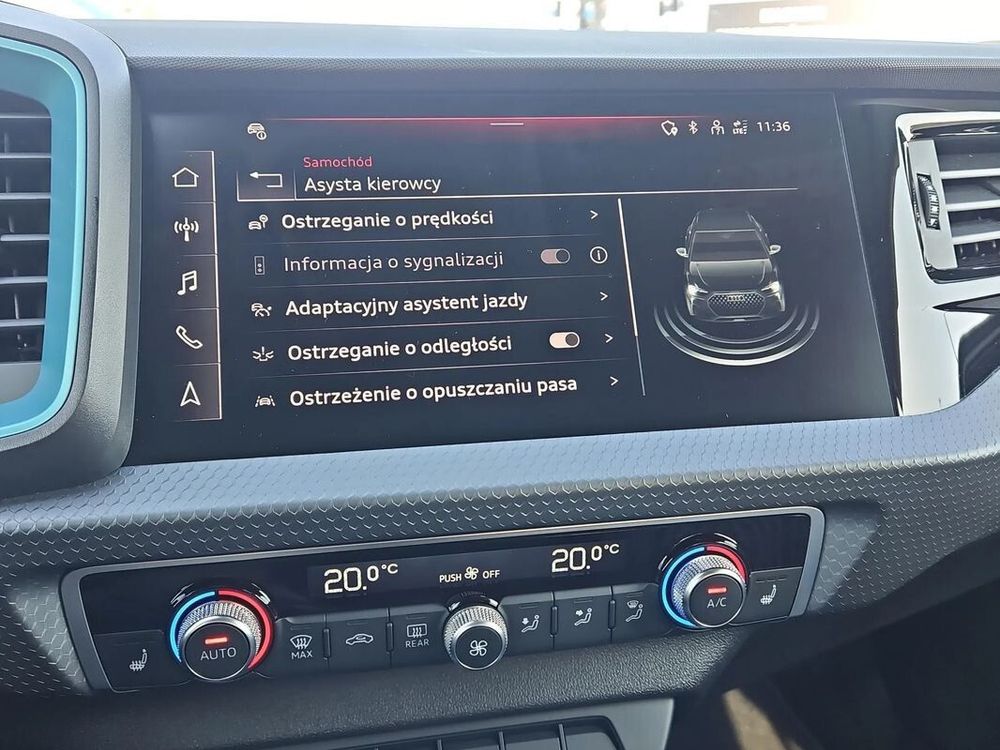 LTE
11:36
Samochód
Asysta kierowcy
Ostrzeganie o prędkości
Informacja o sygnalizacji
Adaptacyjny asystent jazdy
Ostrzeganie o odległości
Ostrzeżenie o opuszczaniu pasa
20.0°C
PUSH OFF
20.0°C
AUTO
MAX
REAR
A/C